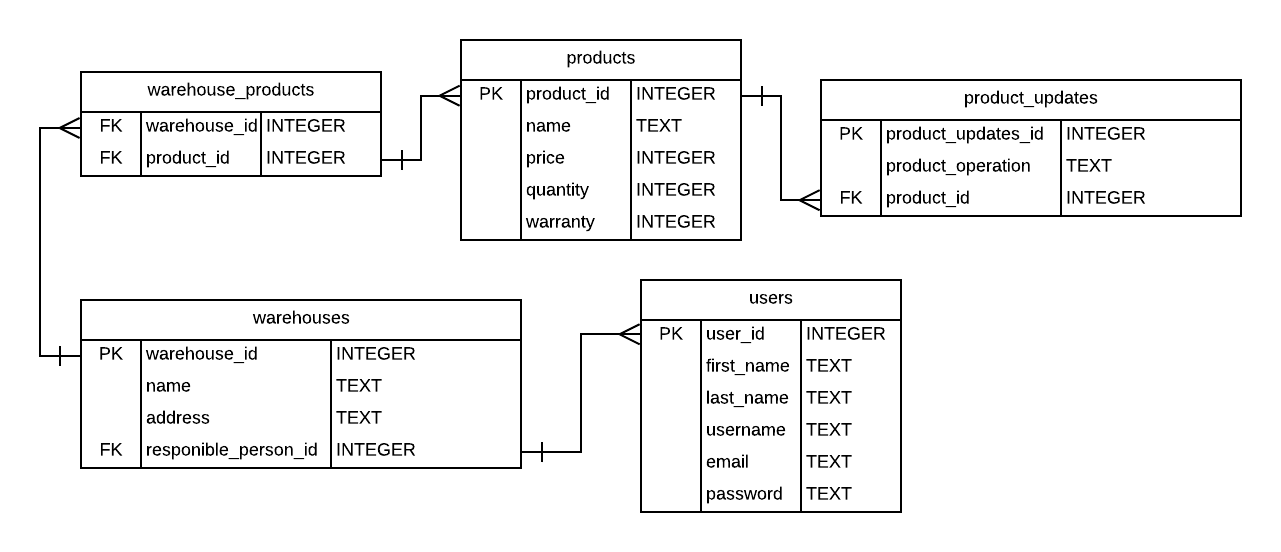 warehouse_products
FK warehouse_id INTEGER
FK product_id INTEGER
products
PK product_id INTEGER
name TEXT
price INTEGER
quantity INTEGER
warranty INTEGER
product_updates
PK product_updates_id INTEGER
product_operation TEXT
FK product_id INTEGER
warehouses
PK warehouse_id INTEGER
name TEXT
address TEXT
FK responible_person_id INTEGER
users
PK user_id INTEGER
first_name TEXT
last_name TEXT
username TEXT
email TEXT
password TEXT